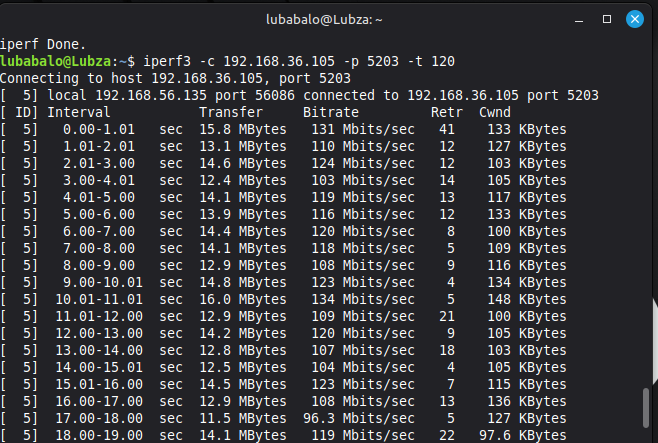 lubabalo@Lubza: ~
iperf Done.
lubabalo@Lubza:~$ iperf3 -c 192.168.36.105 -p 5203 -t 120
Connecting to host 192.168.36.105, port 5203
[  5] local 192.168.56.135 port 56086 connected to 192.168.36.105 port 5203
[ ID] Interval           Transfer     Bitrate         Retr  Cwnd
[  5]   0.00-1.01   sec  15.8 MBytes   131 Mbits/sec   41    133 KBytes
[  5]   1.01-2.01   sec  13.1 MBytes   110 Mbits/sec   12    127 KBytes
[  5]   2.01-3.00   sec  14.6 MBytes   124 Mbits/sec   12    103 KBytes
[  5]   3.00-4.01   sec  12.4 MBytes   103 Mbits/sec   14    105 KBytes
[  5]   4.01-5.00   sec  14.1 MBytes   119 Mbits/sec   13    117 KBytes
[  5]   5.00-6.00   sec  13.9 MBytes   116 Mbits/sec   12    133 KBytes
[  5]   6.00-7.00   sec  14.4 MBytes   120 Mbits/sec    8    100 KBytes
[  5]   7.00-8.00   sec  14.1 MBytes   118 Mbits/sec    5    109 KBytes
[  5]   8.00-9.00   sec  12.9 MBytes   108 Mbits/sec    9    116 KBytes
[  5]   9.00-10.01  sec  14.8 MBytes   123 Mbits/sec    4    134 KBytes
[  5]  10.01-11.01  sec  16.0 MBytes   134 Mbits/sec    5    148 KBytes
[  5]  11.01-12.00  sec  12.9 MBytes   109 Mbits/sec   21    100 KBytes
[  5]  12.00-13.00  sec  14.2 MBytes   120 Mbits/sec    9    105 KBytes
[  5]  13.00-14.00  sec  12.8 MBytes   107 Mbits/sec   18    103 KBytes
[  5]  14.00-15.01  sec  12.5 MBytes   104 Mbits/sec    4    105 KBytes
[  5]  15.01-16.00  sec  14.5 MBytes   123 Mbits/sec    7    115 KBytes
[  5]  16.00-17.00  sec  12.9 MBytes   108 Mbits/sec   13    136 KBytes
[  5]  17.00-18.00  sec  11.5 MBytes  96.3 Mbits/sec    5    127 KBytes
[  5]  18.00-19.00  sec  14.1 MBytes   119 Mbits/sec   22   97.6 KBytes